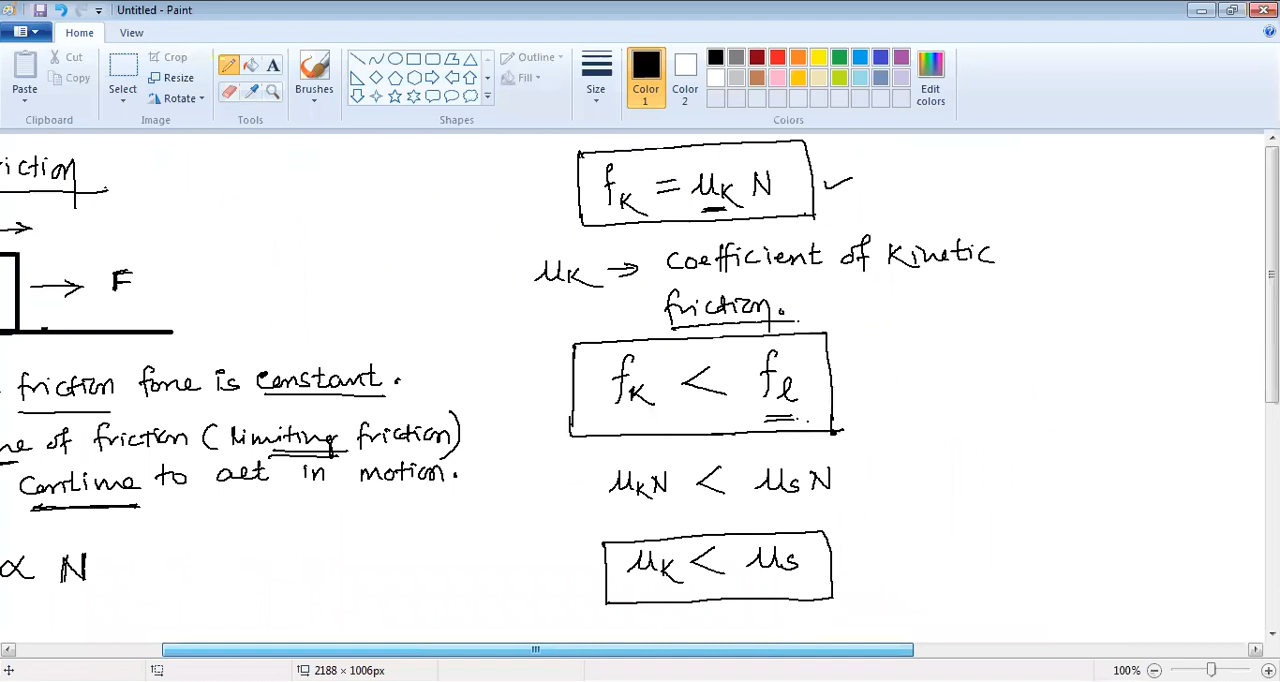 Untitled - Paint
Home View
Paste
Cut
Copy
Clipboard
Select
Crop
Resize
Rotate
Image
A
Tools
Brushes
Outline
Fill
Shapes
Size
Color 1
Color 2
Edit colors
Colors
riction
→ F
friction force is constant.
ne of friction (limiting friction)
continue to act in motion.
∝ N
fK = μK N ✓
μK → coefficient of kinetic
friction.
fK < fl
μKN < μsN
μK < μs
2188 × 1006px
100%